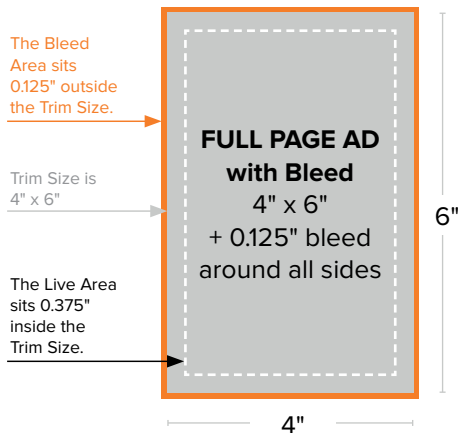 The Bleed
Area sits
0.125" outside
the Trim Size.
Trim Size is
4" x 6"
The Live Area
sits 0.375"
inside the
Trim Size.
FULL PAGE AD
with Bleed
4" x 6"
+ 0.125" bleed
around all sides
6"
4"